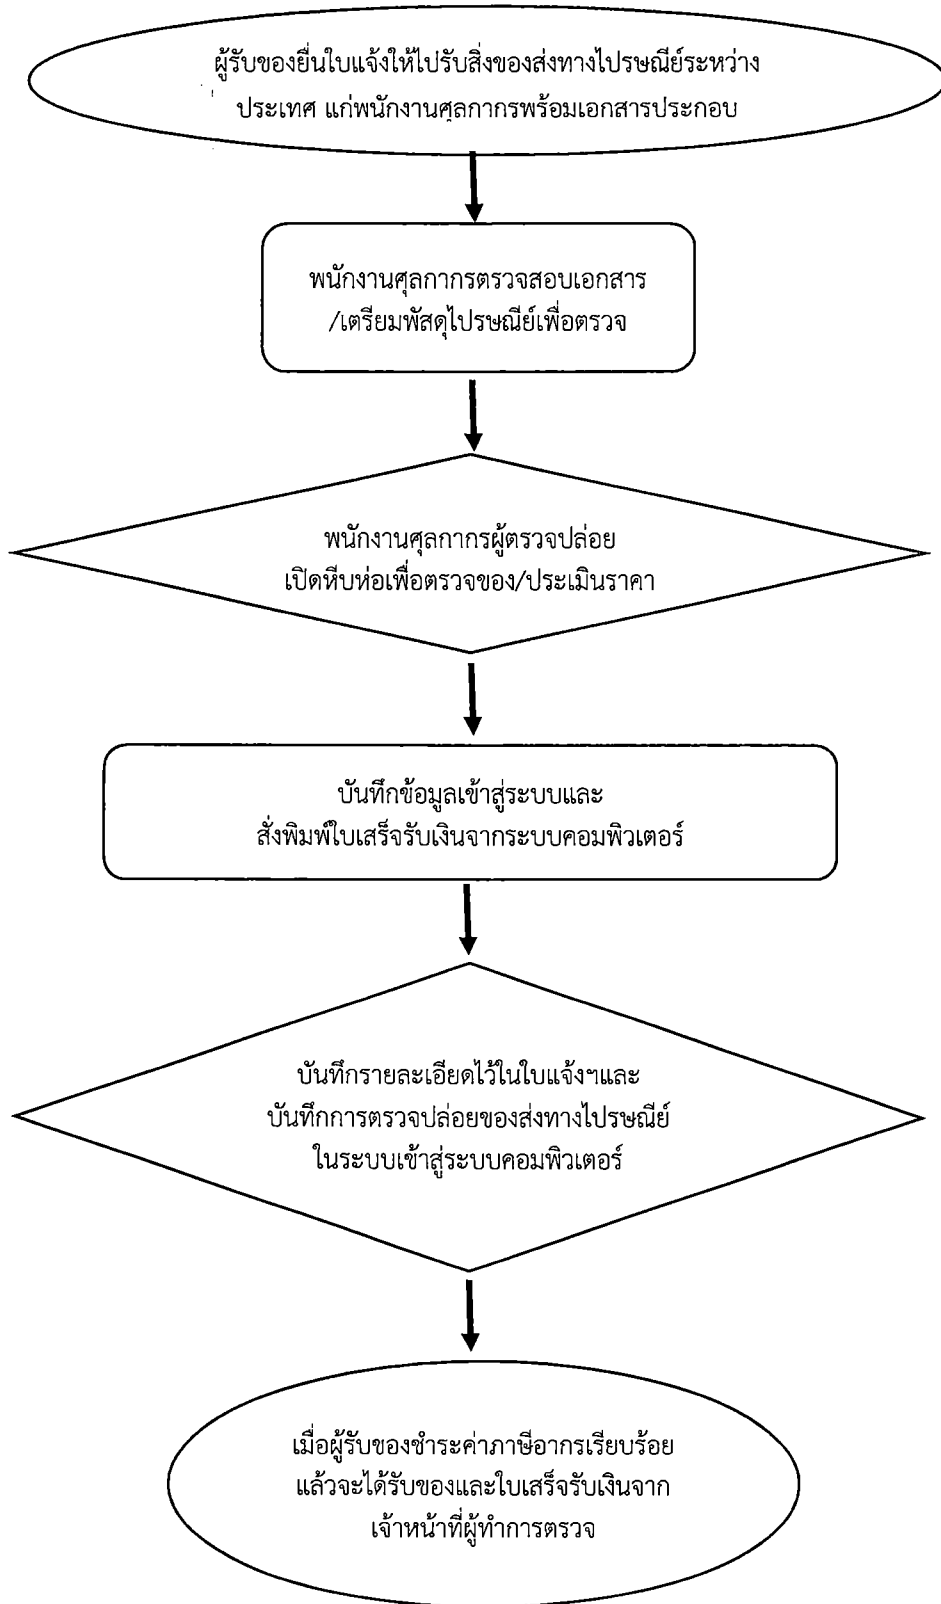 ผู้รับของยื่นใบแจ้งให้ไปรับสิ่งของส่งทางไปรษณีย์ระหว่าง
ประเทศ แก่พนักงานศุลกากรพร้อมเอกสารประกอบ
พนักงานศุลกากรตรวจสอบเอกสาร
/เตรียมพัสดุไปรษณีย์เพื่อตรวจ
พนักงานศุลกากรผู้ตรวจปล่อย
เปิดหีบห่อเพื่อตรวจของ/ประเมินราคา
บันทึกข้อมูลเข้าสู่ระบบและ
สั่งพิมพ์ใบเสร็จรับเงินจากระบบคอมพิวเตอร์
บันทึกรายละเอียดไว้ในใบแจ้งฯและ
บันทึกการตรวจปล่อยของส่งทางไปรษณีย์
ในระบบเข้าสู่ระบบคอมพิวเตอร์
เมื่อผู้รับของชำระค่าภาษีอากรเรียบร้อย
แล้วจะได้รับของและใบเสร็จรับเงินจาก
เจ้าหน้าที่ผู้ทำการตรวจ